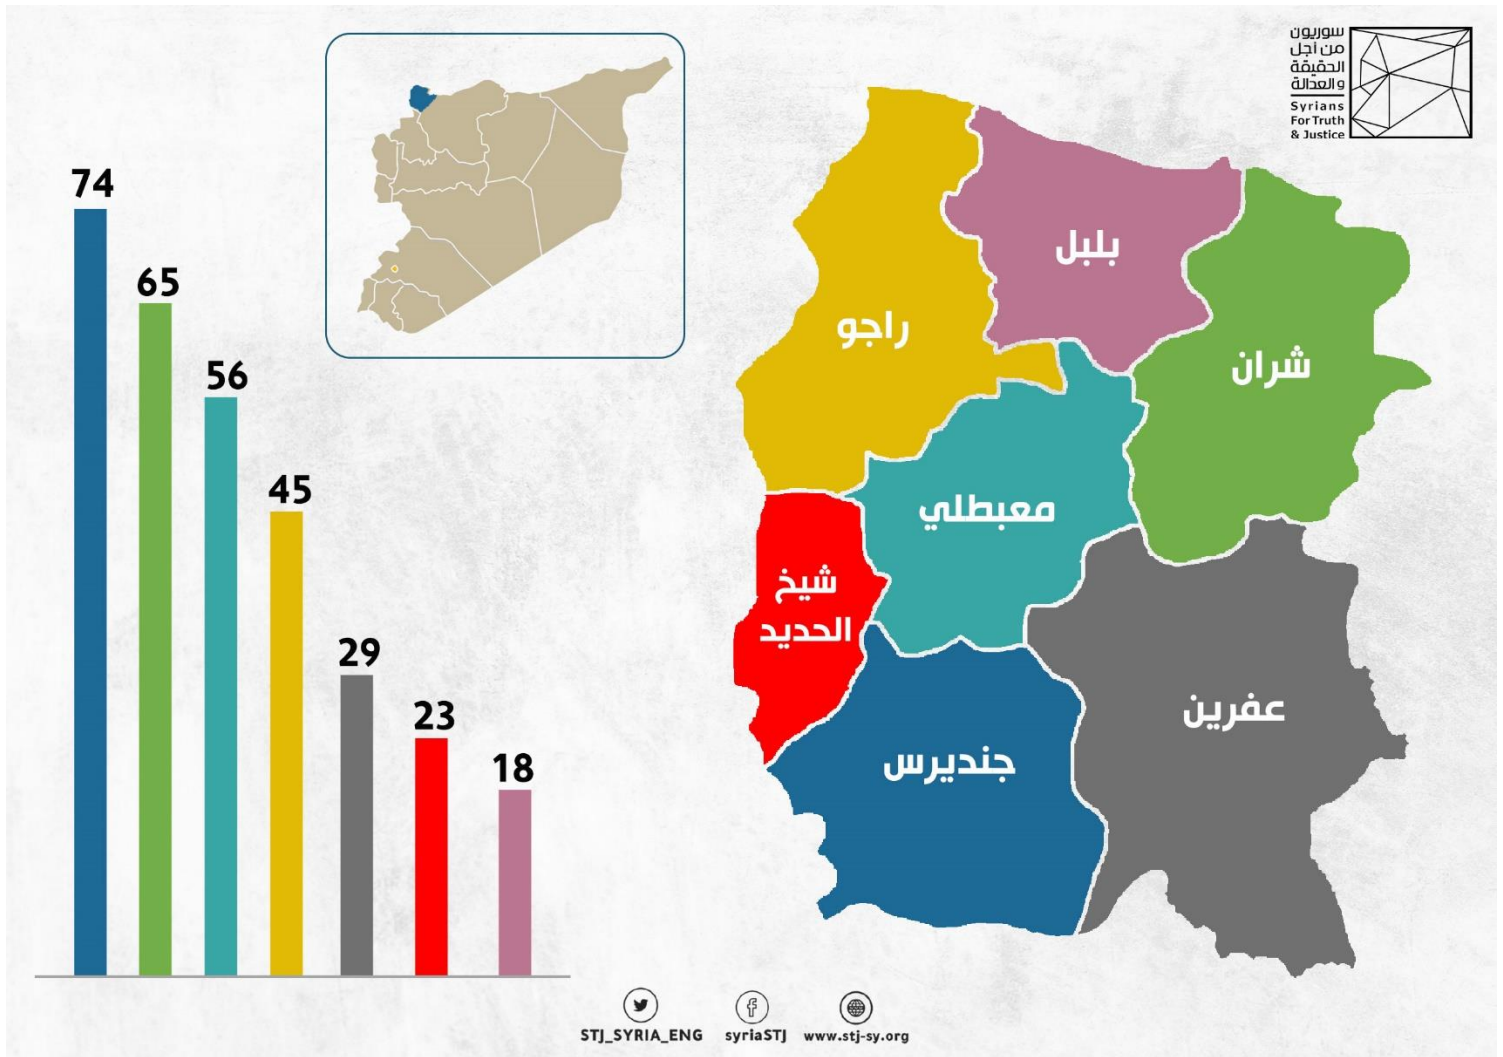 سوريون
من أجل
الحقيقة
والعدالة
Syrians
For Truth
& Justice
74
65
56
45
29
23
18
بلبل
راجو
شران
معبطلي
شيخ
الحديد
عفرين
جنديرس
STJ_SYRIA_ENG
syriaSTJ
www.stj-sy.org